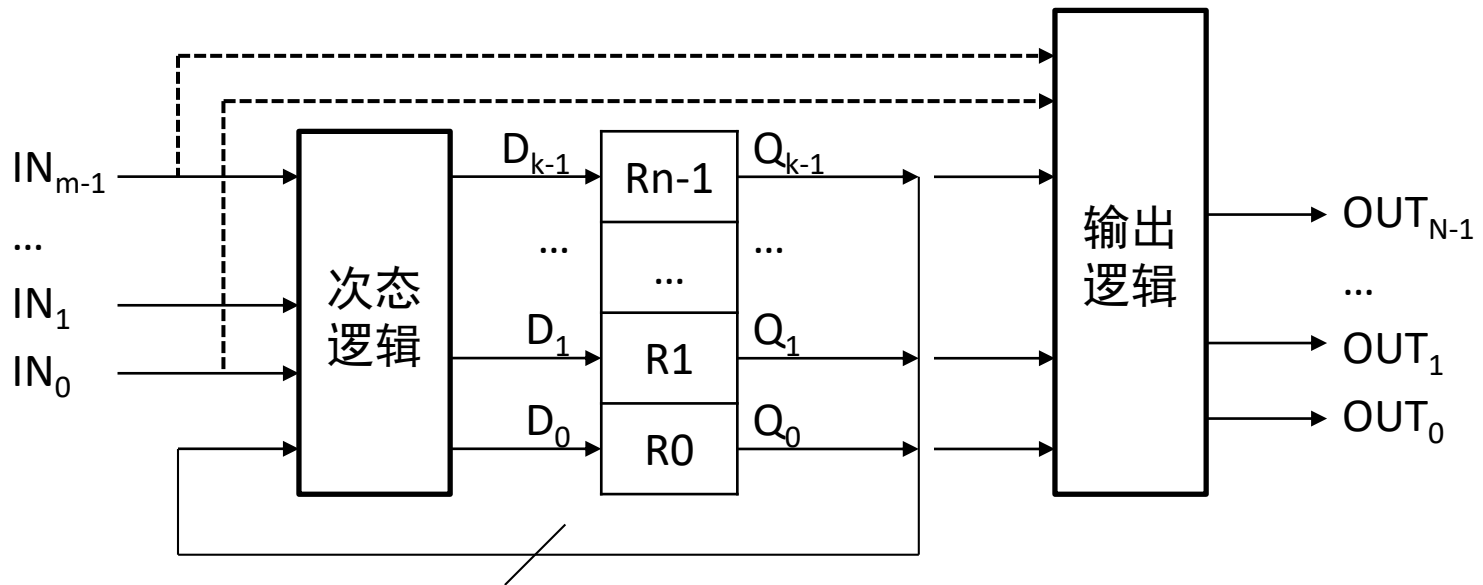 IN_{m-1}
...
IN_1
IN_0
次态
逻辑
D_{k-1}
...
D_1
D_0
Rn-1
...
R1
R0
Q_{k-1}
...
Q_1
Q_0
输出
逻辑
OUT_{N-1}
...
OUT_1
OUT_0